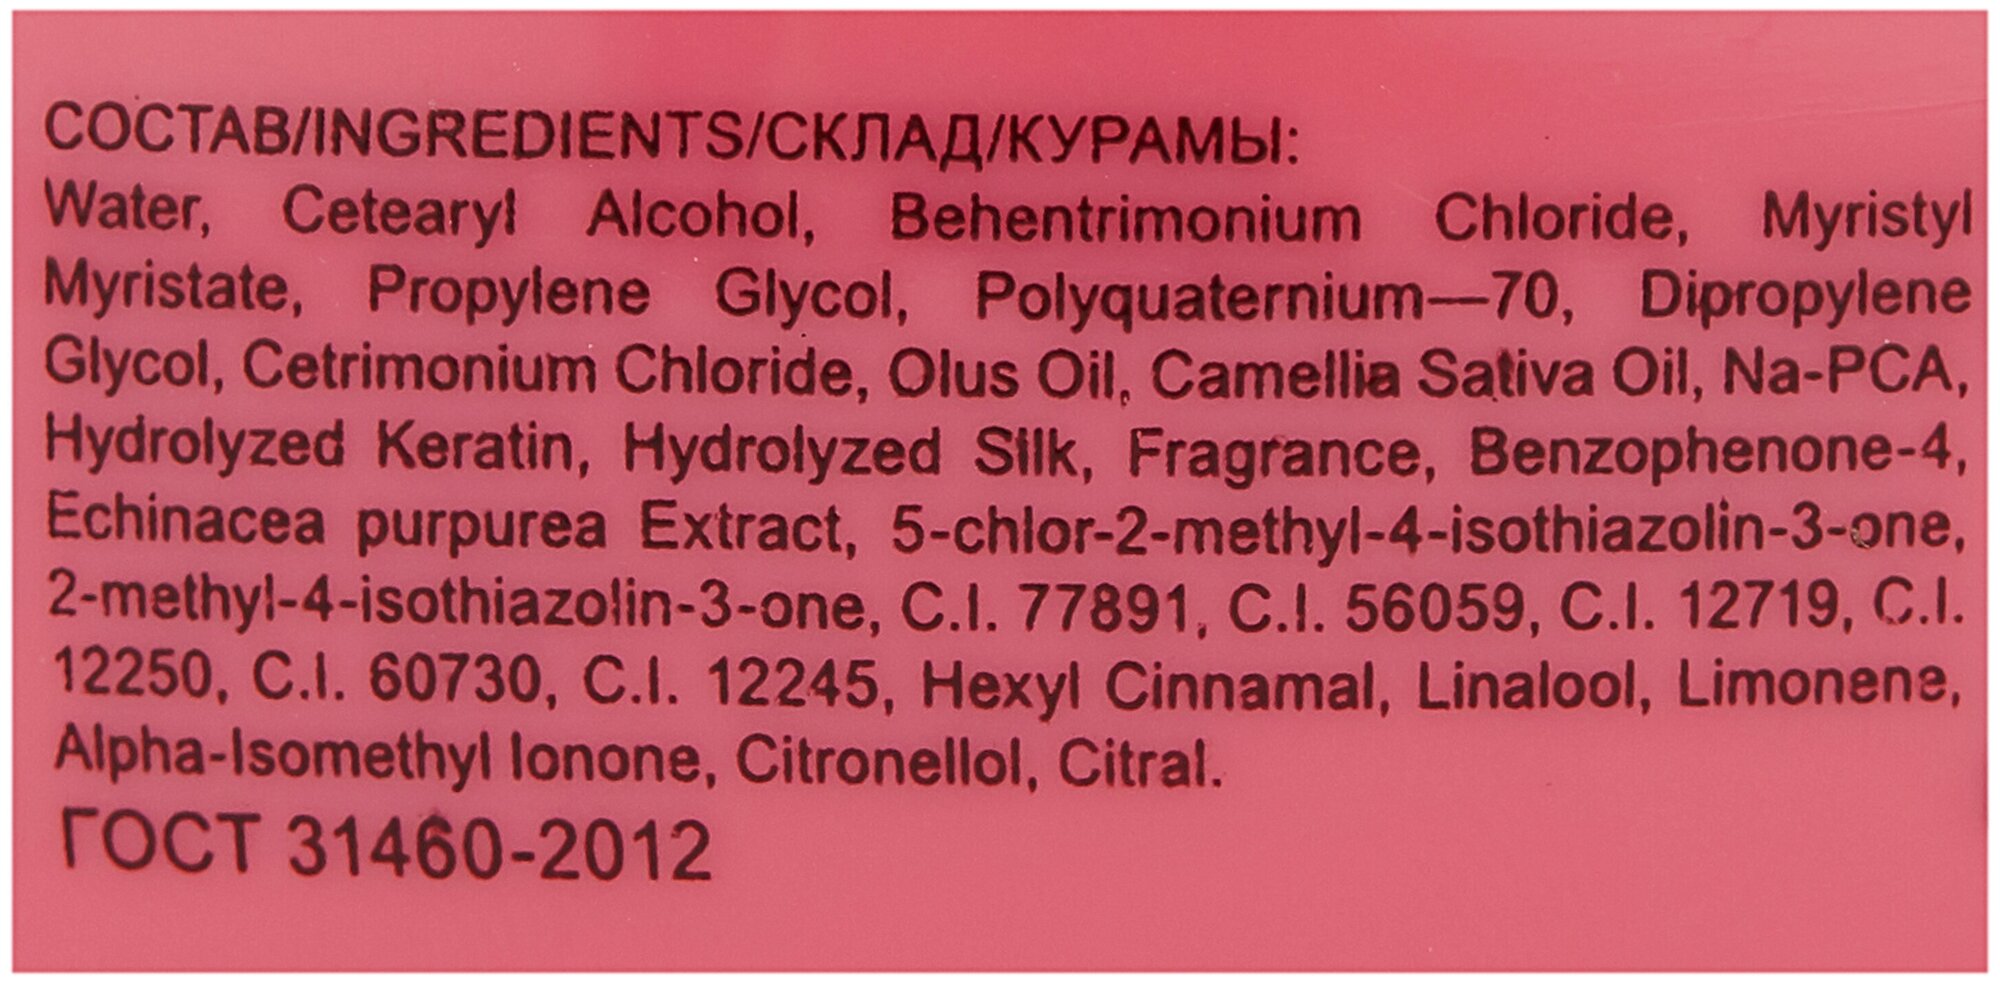 СОСТАВ/INGREDIENTS/СКЛАД/КУРАМЫ:
Water, Cetearyl Alcohol, Behentrimonium Chloride, Myristyl
Myristate, Propylene Glycol, Polyquaternium—70, Dipropylene
Glycol, Cetrimonium Chloride, Olus Oil, Camellia Sativa Oil, Na-PCA,
Hydrolyzed Keratin, Hydrolyzed Silk, Fragrance, Benzophenone-4,
Echinacea purpurea Extract, 5-chlor-2-methyl-4-isothiazolin-3-one,
2-methyl-4-isothiazolin-3-one, C.I. 77891, C.I. 56059, C.I. 12719, C.I.
12250, C.I. 60730, C.I. 12245, Hexyl Cinnamal, Linalool, Limonene,
Alpha-Isomethyl Ionone, Citronellol, Citral.
ГОСТ 31460-2012